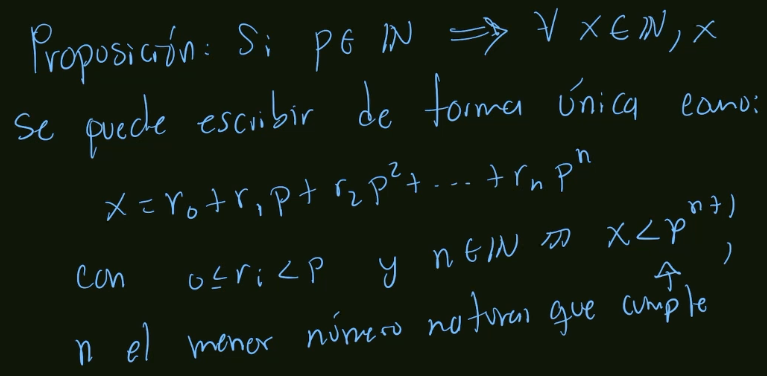 Proposición: Si p ∈ ℕ ⟹ ∀ x ∈ ℕ, x
se puede escribir de forma única como:
x = r₀ + r₁p + r₂p² + ... + rₙpⁿ
con 0 ≤ rᵢ < p y n ∈ ℕ x < pⁿ⁺¹,
n el menor número natural que cumple ↑